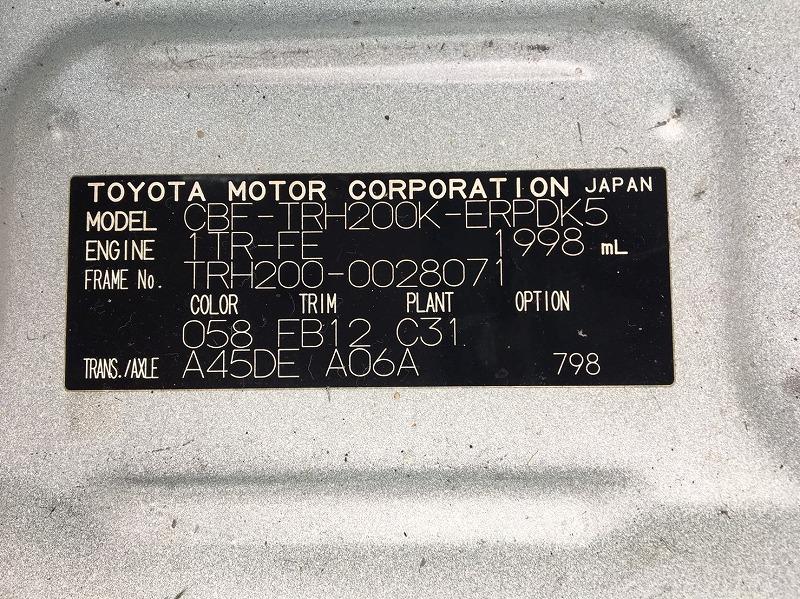 TOYOTA MOTOR CORPORATION JAPAN
MODEL CBF-TRH200K-ERPDK5
ENGINE 1TR-FE 1998 mL
FRAME No. TRH200-0028071
COLOR TRIM PLANT OPTION
058 FB12 C31
TRANS./AXLE A45DE A06A 798